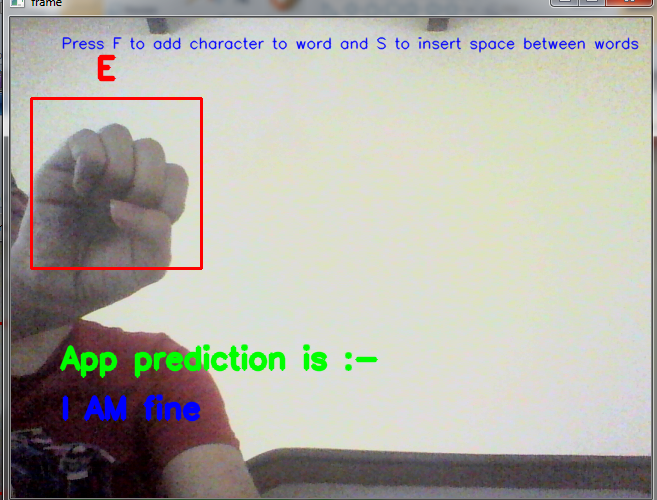 frame
Press F to add character to word and S to insert space between words
E
App prediction is :-
I AM fine